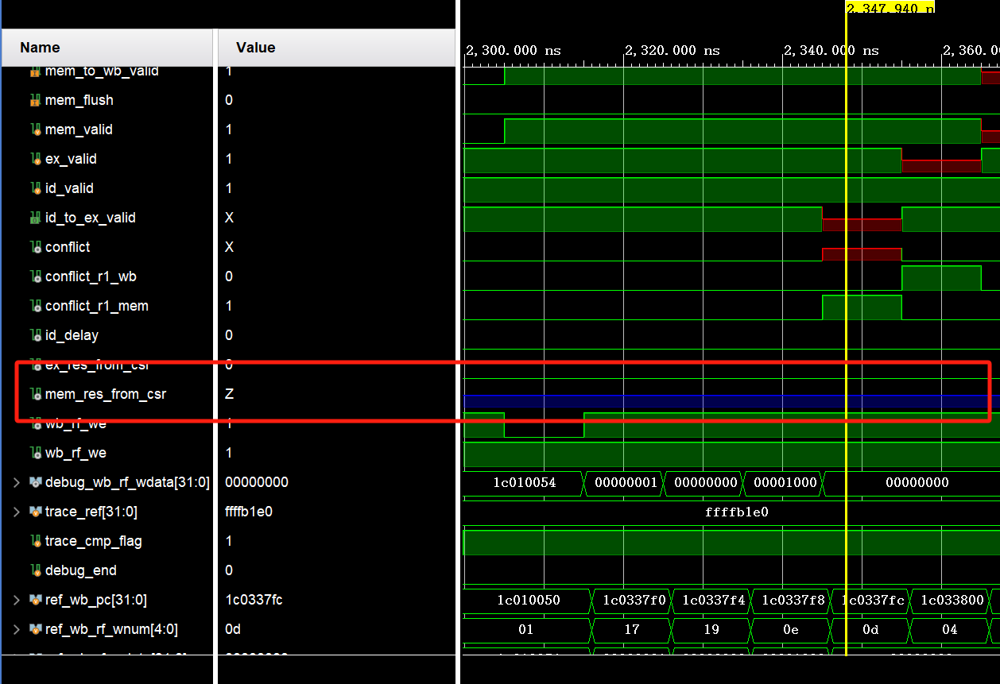 2,347.940 n
Name Value
2,300.000 ns 2,320.000 ns 2,340.000 ns 2,360.0
mem_to_wb_valid 1
mem_flush 0
mem_valid 1
ex_valid 1
id_valid 1
id_to_ex_valid X
conflict X
conflict_r1_wb 0
conflict_r1_mem 1
id_delay 0
ex_res_from_csr 0
mem_res_from_csr Z
wb_rf_we 1
wb_rf_we 1
debug_wb_rf_wdata[31:0] 00000000 1c010054 00000001 00000000 00001000 00000000
trace_ref[31:0] ffffb1e0 ffffb1e0
trace_cmp_flag 1
debug_end 0
ref_wb_pc[31:0] 1c0337fc 1c010050 1c0337f0 1c0337f4 1c0337f8 1c0337fc 1c033800
ref_wb_rf_wnum[4:0] 0d 01 17 19 0e 0d 04